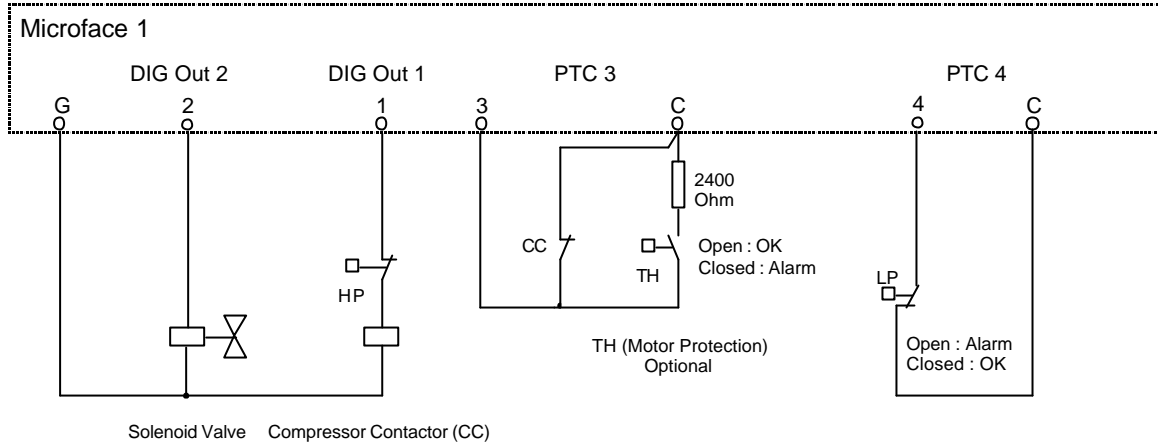 Microface 1
DIG Out 2 DIG Out 1 PTC 3 PTC 4
G 2 1 3 C 4 C
2400
Ohm
CC
Open : OK
Closed : Alarm
TH
HP
LP
TH (Motor Protection)
Optional
Open : Alarm
Closed : OK
Solenoid Valve Compressor Contactor (CC)